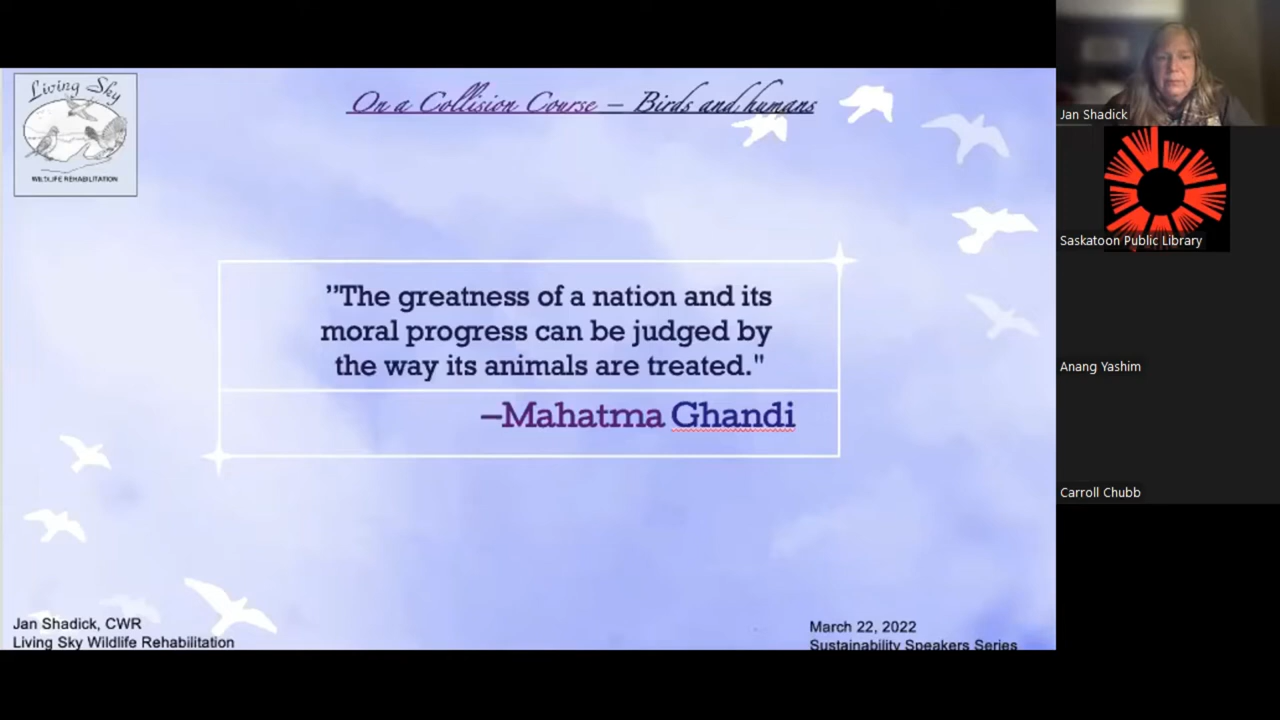 Living Sky
WILDLIFE REHABILITATION
On a Collision Course – Birds and humans
”The greatness of a nation and its
moral progress can be judged by
the way its animals are treated."
–Mahatma Ghandi
Jan Shadick, CWR
Living Sky Wildlife Rehabilitation
March 22, 2022
Sustainability Speakers Series
Jan Shadick
Saskatoon Public Library
Anang Yashim
Carroll Chubb